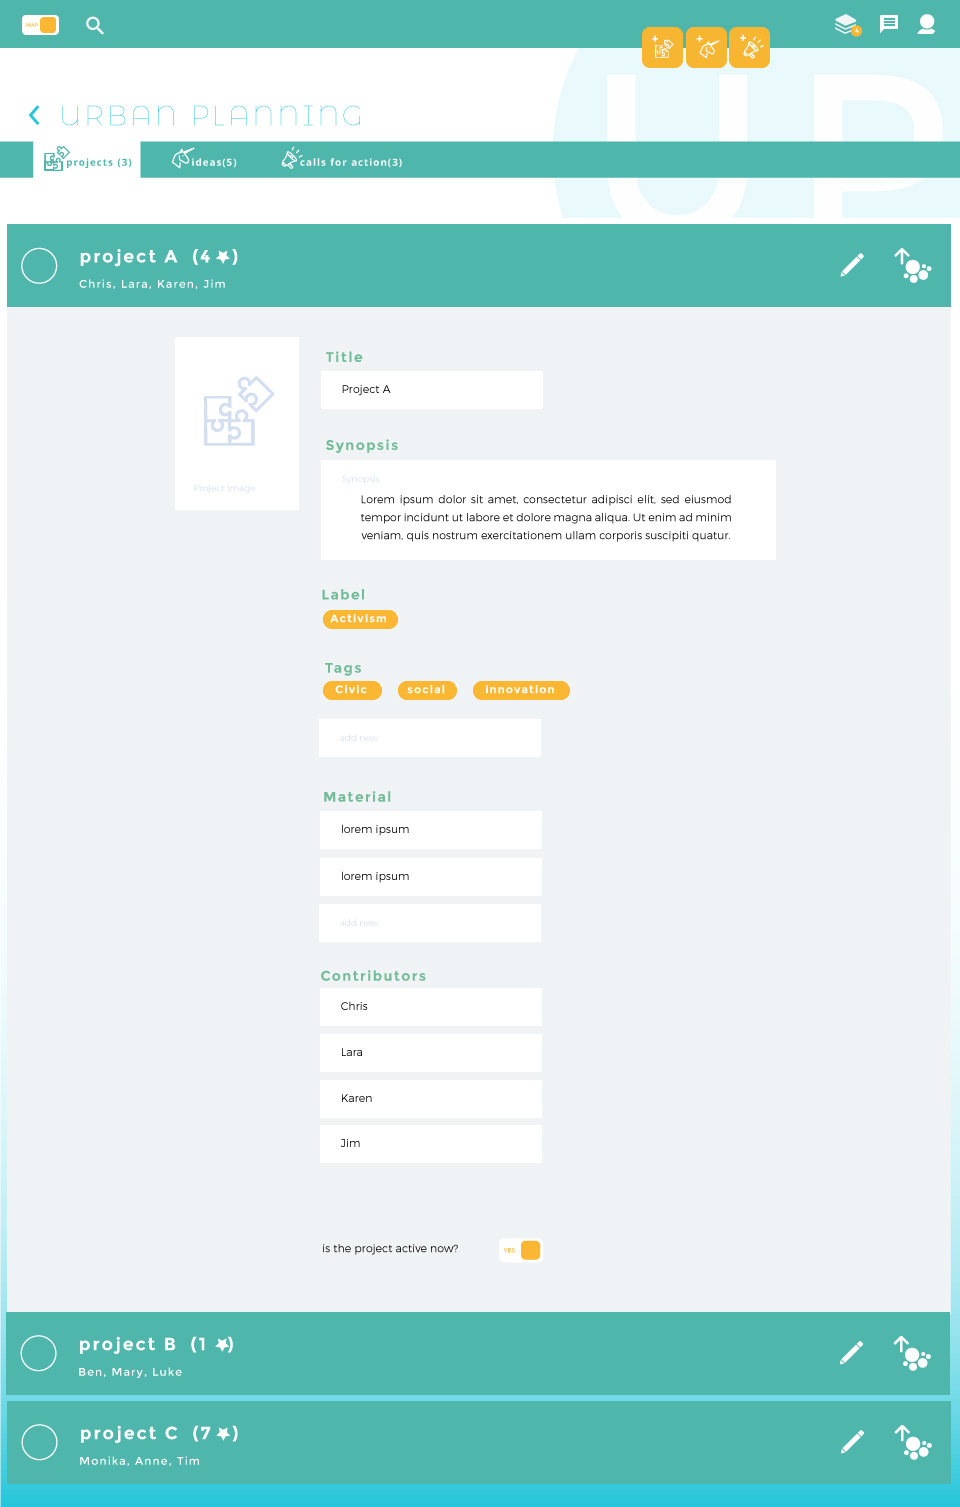 MAP
4
UP
URBAN PLANNING
projects (3)
ideas(5)
calls for action(3)
project A (4 ★)
Chris, Lara, Karen, Jim
Title
Project A
Synopsis
Synopsis
Lorem ipsum dolor sit amet, consectetur adipisci elit, sed eiusmod
tempor incidunt ut labore et dolore magna aliqua. Ut enim ad minim
veniam, quis nostrum exercitationem ullam corporis suscipiti quatur.
Project image
Label
Activism
Tags
Civic
social
innovation
add new
Material
lorem ipsum
lorem ipsum
add new
Contributors
Chris
Lara
Karen
Jim
is the project active now?
YES
project B (1 ★)
Ben, Mary, Luke
project C (7 ★)
Monika, Anne, Tim